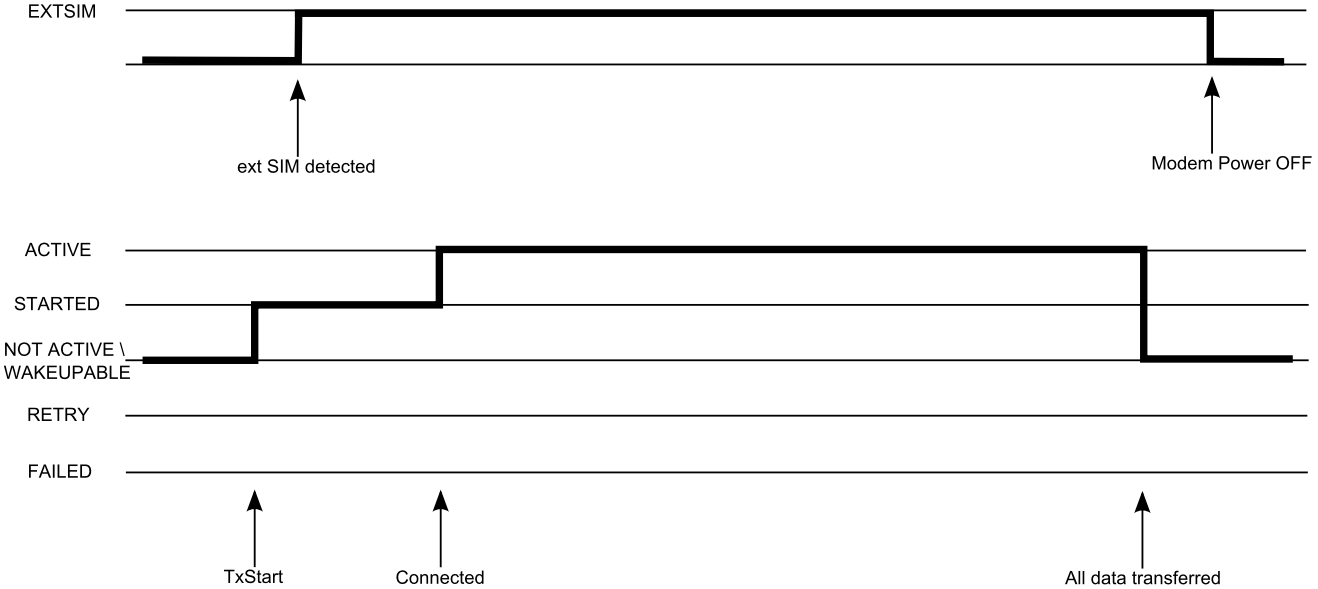 EXTSIM
ext SIM detected
Modem Power OFF
ACTIVE
STARTED
NOT ACTIVE \
WAKEUPABLE
RETRY
FAILED
TxStart
Connected
All data transferred